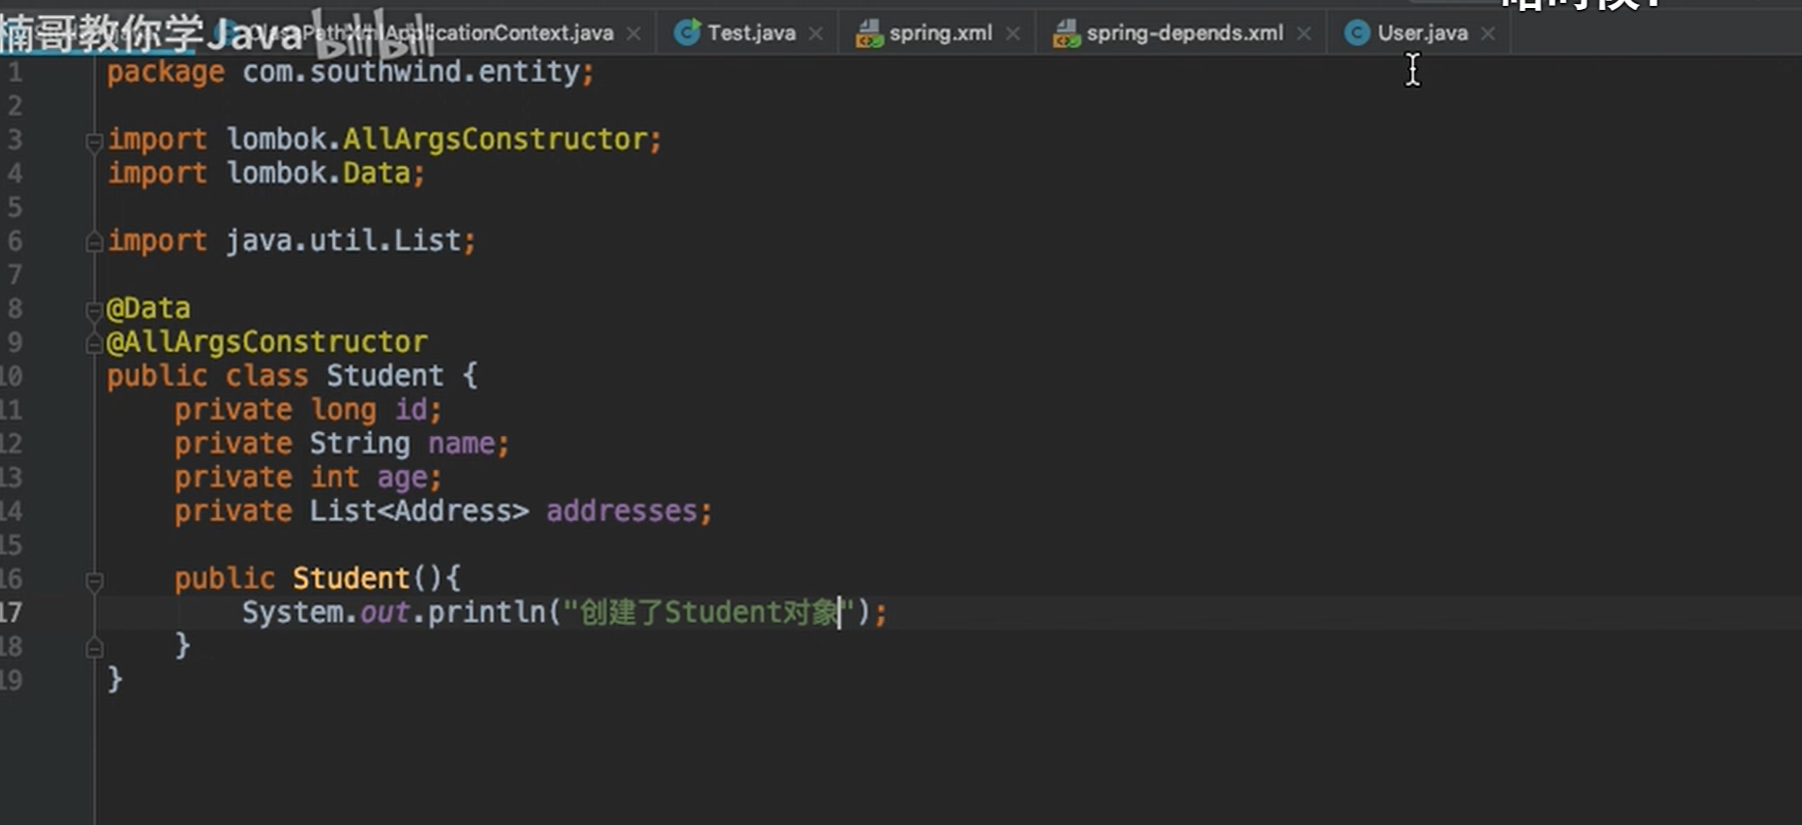 楠哥教你学Java bilibili
PathXmlApplicationContext.java Test.java spring.xml spring-depends.xml User.java
1 package com.southwind.entity;
2
3 import lombok.AllArgsConstructor;
4 import lombok.Data;
5
6 import java.util.List;
7
8 @Data
9 @AllArgsConstructor
10 public class Student {
11 private long id;
12 private String name;
13 private int age;
14 private List<Address> addresses;
15
16 public Student(){
17 System.out.println("创建了Student对象");
18 }
19 }